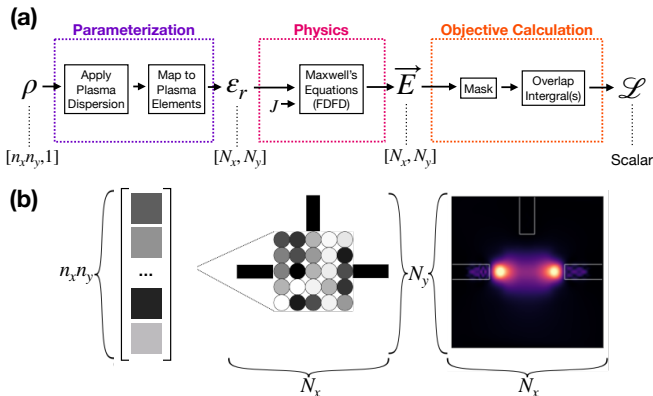 (a)
Parameterization
Physics
Objective Calculation
ρ
Apply
Plasma
Dispersion
Map to
Plasma
Elements
ε_r
J
Maxwell's
Equations
(FDFD)
E⃗
Mask
Overlap
Intergral(s)
ℒ
[n_x n_y,1]
[N_x, N_y]
[N_x, N_y]
Scalar
(b)
n_x n_y
...
N_y
N_x
N_x